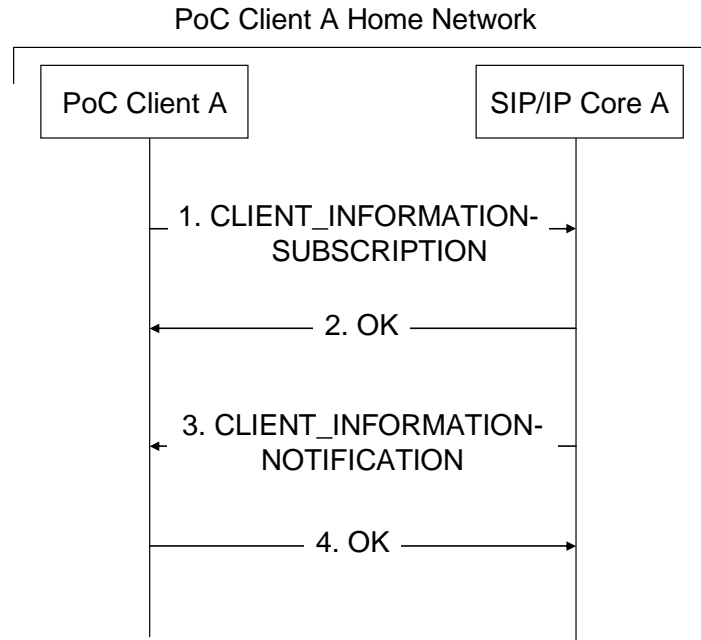 PoC Client A Home Network
PoC Client A
SIP/IP Core A
1. CLIENT_INFORMATION-
SUBSCRIPTION
2. OK
3. CLIENT_INFORMATION-
NOTIFICATION
4. OK